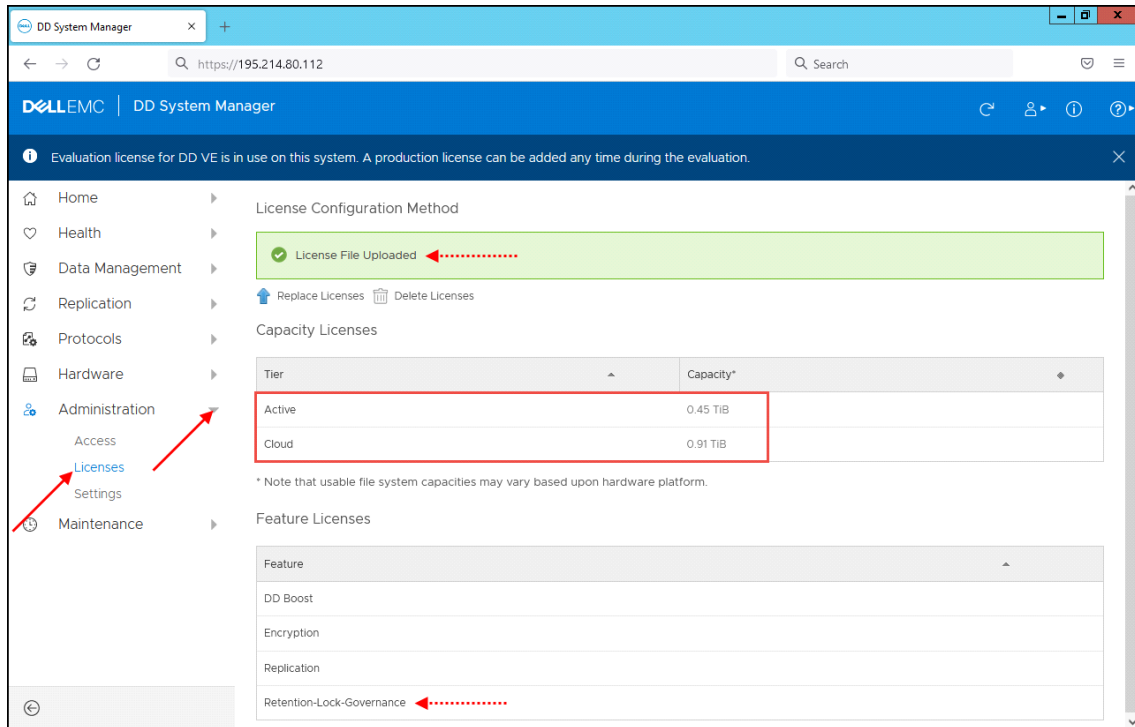 DELL DD System Manager × +
https://195.214.80.112 Search
DELLEMC | DD System Manager
Evaluation license for DD VE is in use on this system. A production license can be added any time during the evaluation.
Home
Health
Data Management
Replication
Protocols
Hardware
Administration
Access
Licenses
Settings
Maintenance
License Configuration Method
License File Uploaded
Replace Licenses Delete Licenses
Capacity Licenses
Tier Capacity*
Active 0.45 TiB
Cloud 0.91 TiB
* Note that usable file system capacities may vary based upon hardware platform.
Feature Licenses
Feature
DD Boost
Encryption
Replication
Retention-Lock-Governance